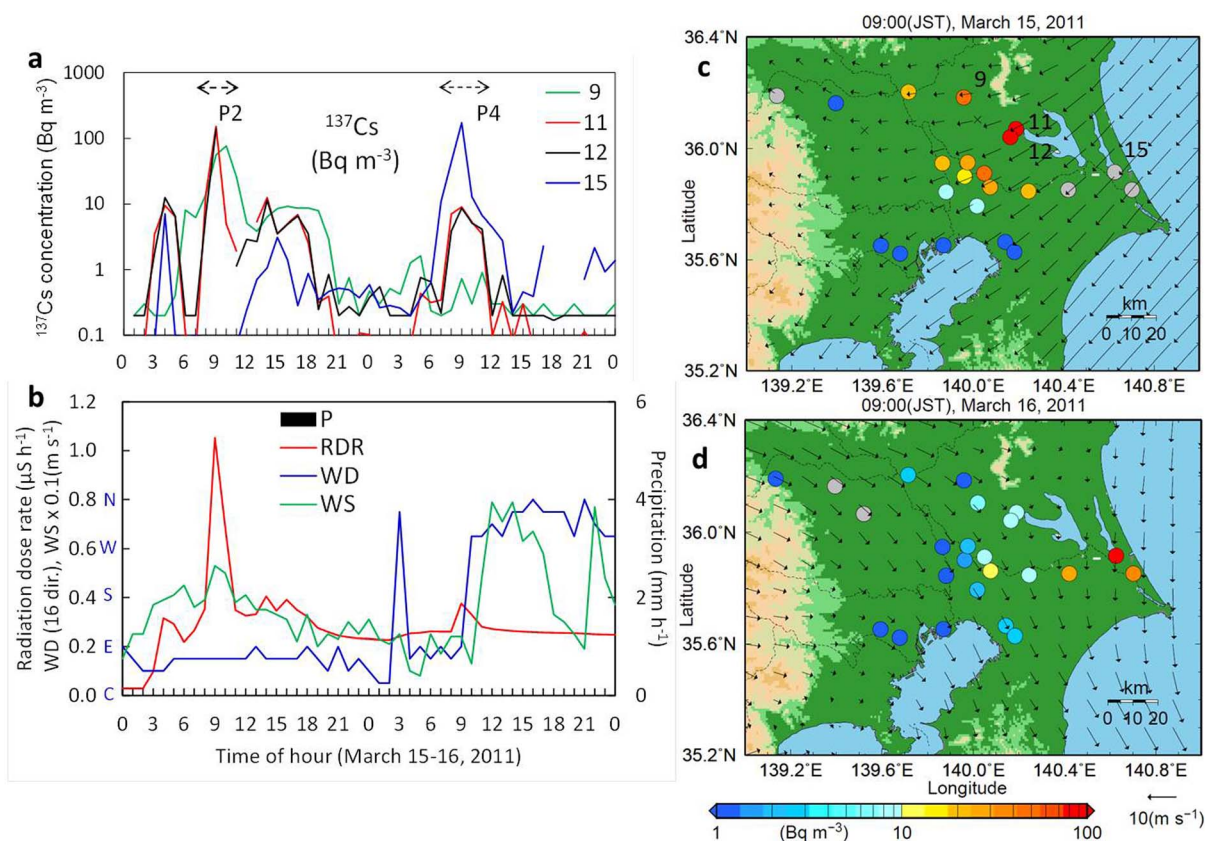 a
¹³⁷Cs concentration (Bq m⁻³)
1000
100
10
1
0.1
P2
P4
¹³⁷Cs
(Bq m⁻³)
9
11
12
15
0 3 6 9 12 15 18 21 0 3 6 9 12 15 18 21 0
b
Radiation dose rate (µS h⁻¹)
WD (16 dir.), WS x 0.1(m s⁻¹)
1.2
1.0
0.8
0.6
0.4
0.2
0.0
N
W
S
E
C
P
RDR
WD
WS
6
4
2
0
Precipitation (mm h⁻¹)
0 3 6 9 12 15 18 21 0 3 6 9 12 15 18 21 0
Time of hour (March 15-16, 2011)
09:00(JST), March 15, 2011
c
36.4˚N
36.0˚N
35.6˚N
35.2˚N
Latitude
9
11
12
15
km
0 10 20
139.2˚E 139.6˚E 140.0˚E 140.4˚E 140.8˚E
09:00(JST), March 16, 2011
d
36.4˚N
36.0˚N
35.6˚N
35.2˚N
Latitude
km
0 10 20
139.2˚E 139.6˚E 140.0˚E 140.4˚E 140.8˚E
Longitude
1 (Bq m⁻³) 10 100
10(m s⁻¹)